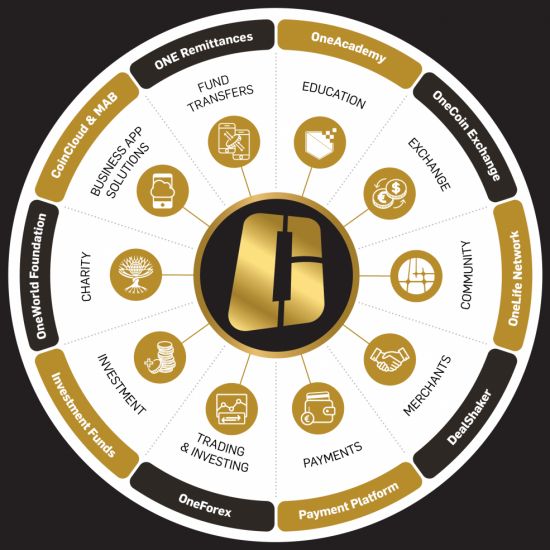 OneAcademy
EDUCATION
OneCoin Exchange
EXCHANGE
OneLife Network
COMMUNITY
DealShaker
MERCHANTS
Payment Platform
PAYMENTS
OneForex
TRADING
& INVESTING
Investment Funds
INVESTMENT
OneWorld Foundation
CHARITY
CoinCloud & MAB
BUSINESS APP
SOLUTIONS
ONE Remittances
FUND
TRANSFERS